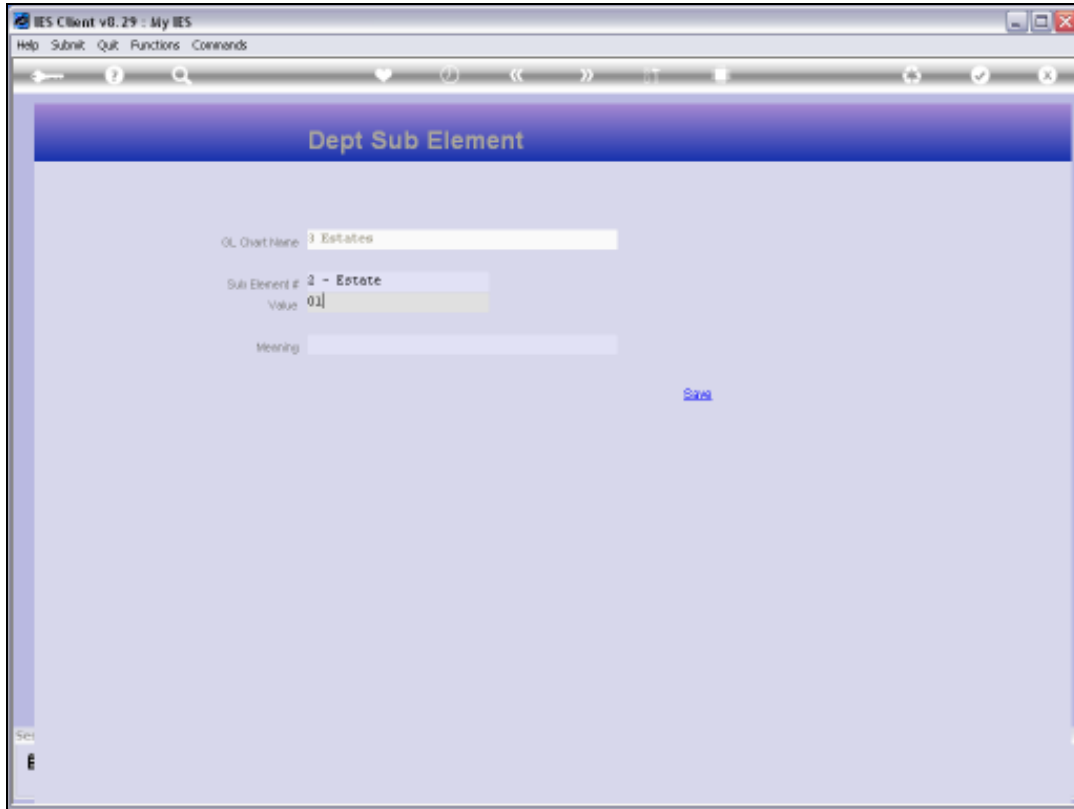 IES Client v8.29 : My IES
Help Submit Quit Functions Commands
Dept Sub Element
GL Chart Name 3 Estates
Sub Element # 2 - Estate
Value 01
Meaning
Save